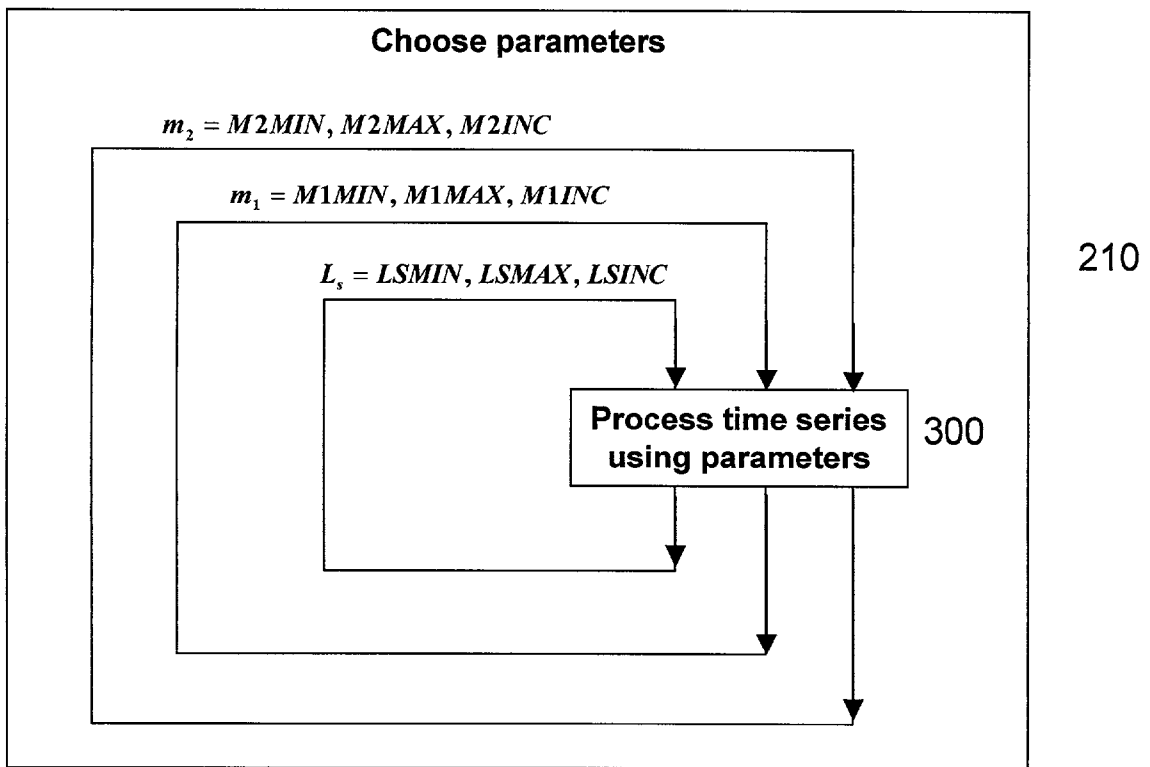 Choose parameters
m₂ = M2MIN, M2MAX, M2INC
m₁ = M1MIN, M1MAX, M1INC
Lₛ = LSMIN, LSMAX, LSINC
210
Process time series
using parameters
300